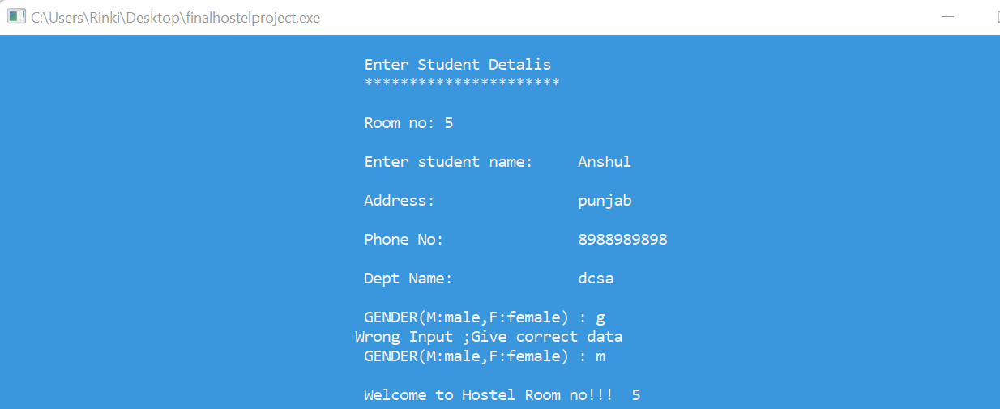 C:\Users\Rinki\Desktop\finalhostelproject.exe
Enter Student Detalis
**********************
Room no: 5
Enter student name: Anshul
Address: punjab
Phone No: 8988989898
Dept Name: dcsa
GENDER(M:male,F:female) : g
Wrong Input ;Give correct data
GENDER(M:male,F:female) : m
Welcome to Hostel Room no!!! 5